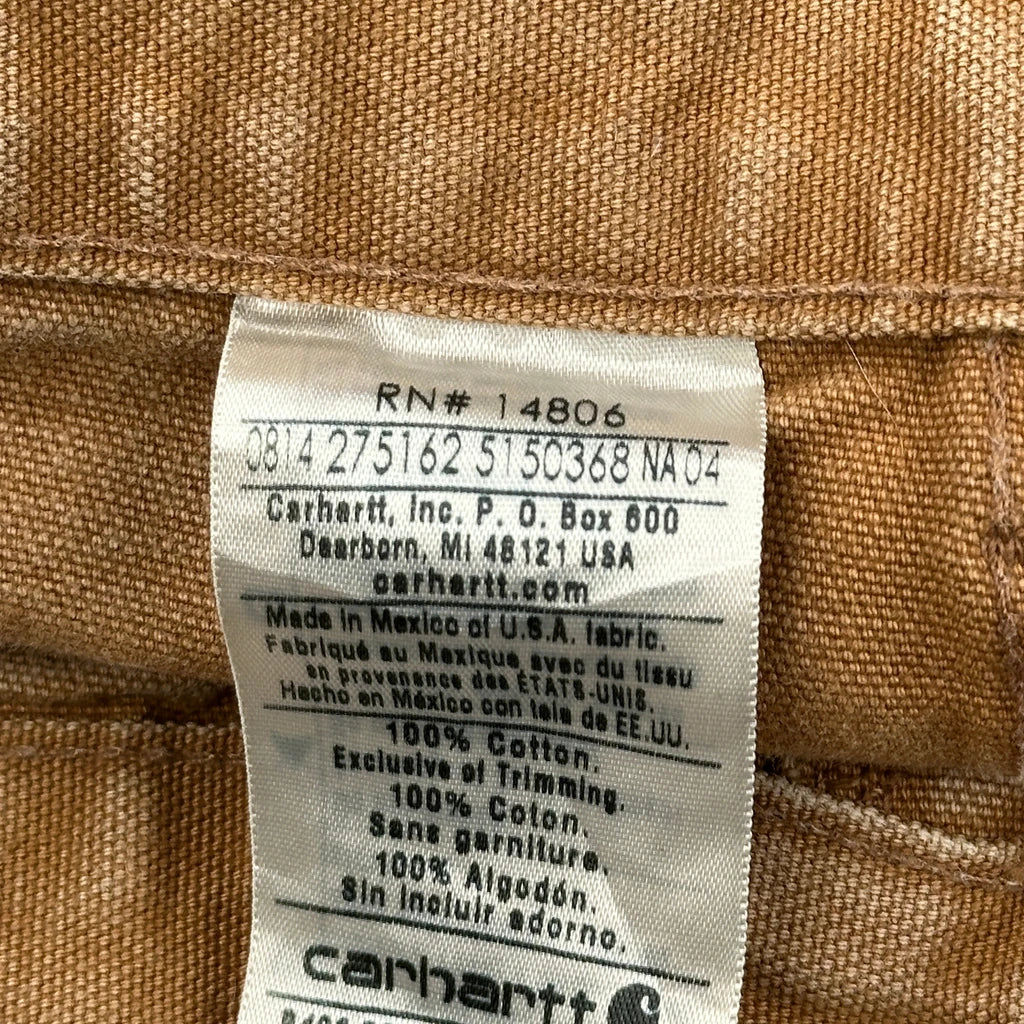 RN# 14806
0814 275162 5150368 NA 04
Carhartt, Inc. P. O. Box 600
Dearborn, MI 48121 USA
carhartt.com
Made in Mexico of U.S.A. fabric.
Fabriqué au Mexique avec du tissu
en provenance des ÉTATS-UNIS.
Hecho en México con tela de EE.UU.
100% Cotton.
Exclusive of Trimming.
100% Coton.
Sans garniture.
100% Algodón.
Sin incluir adorno.
carhartt